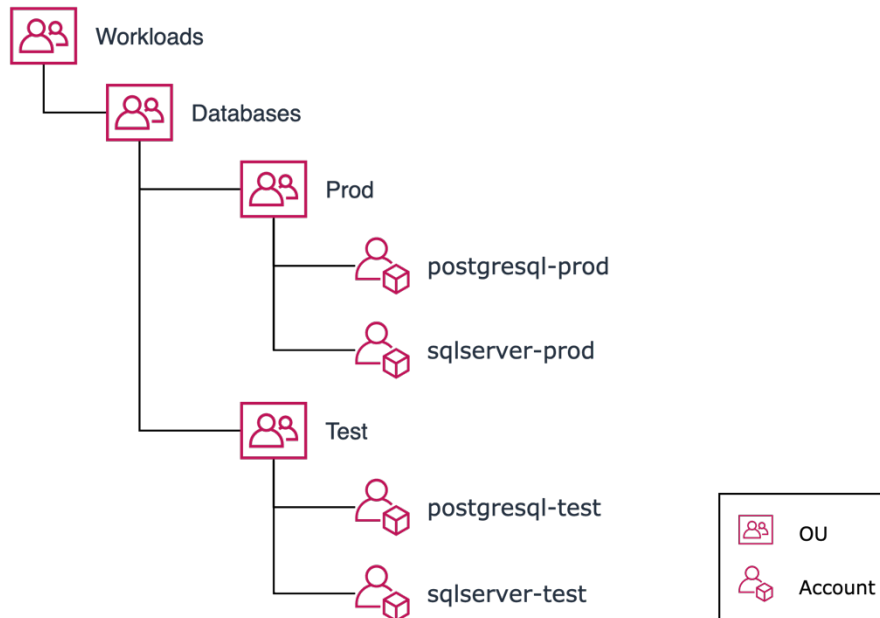 Workloads
Databases
Prod
postgresql-prod
sqlserver-prod
Test
postgresql-test
sqlserver-test
OU
Account